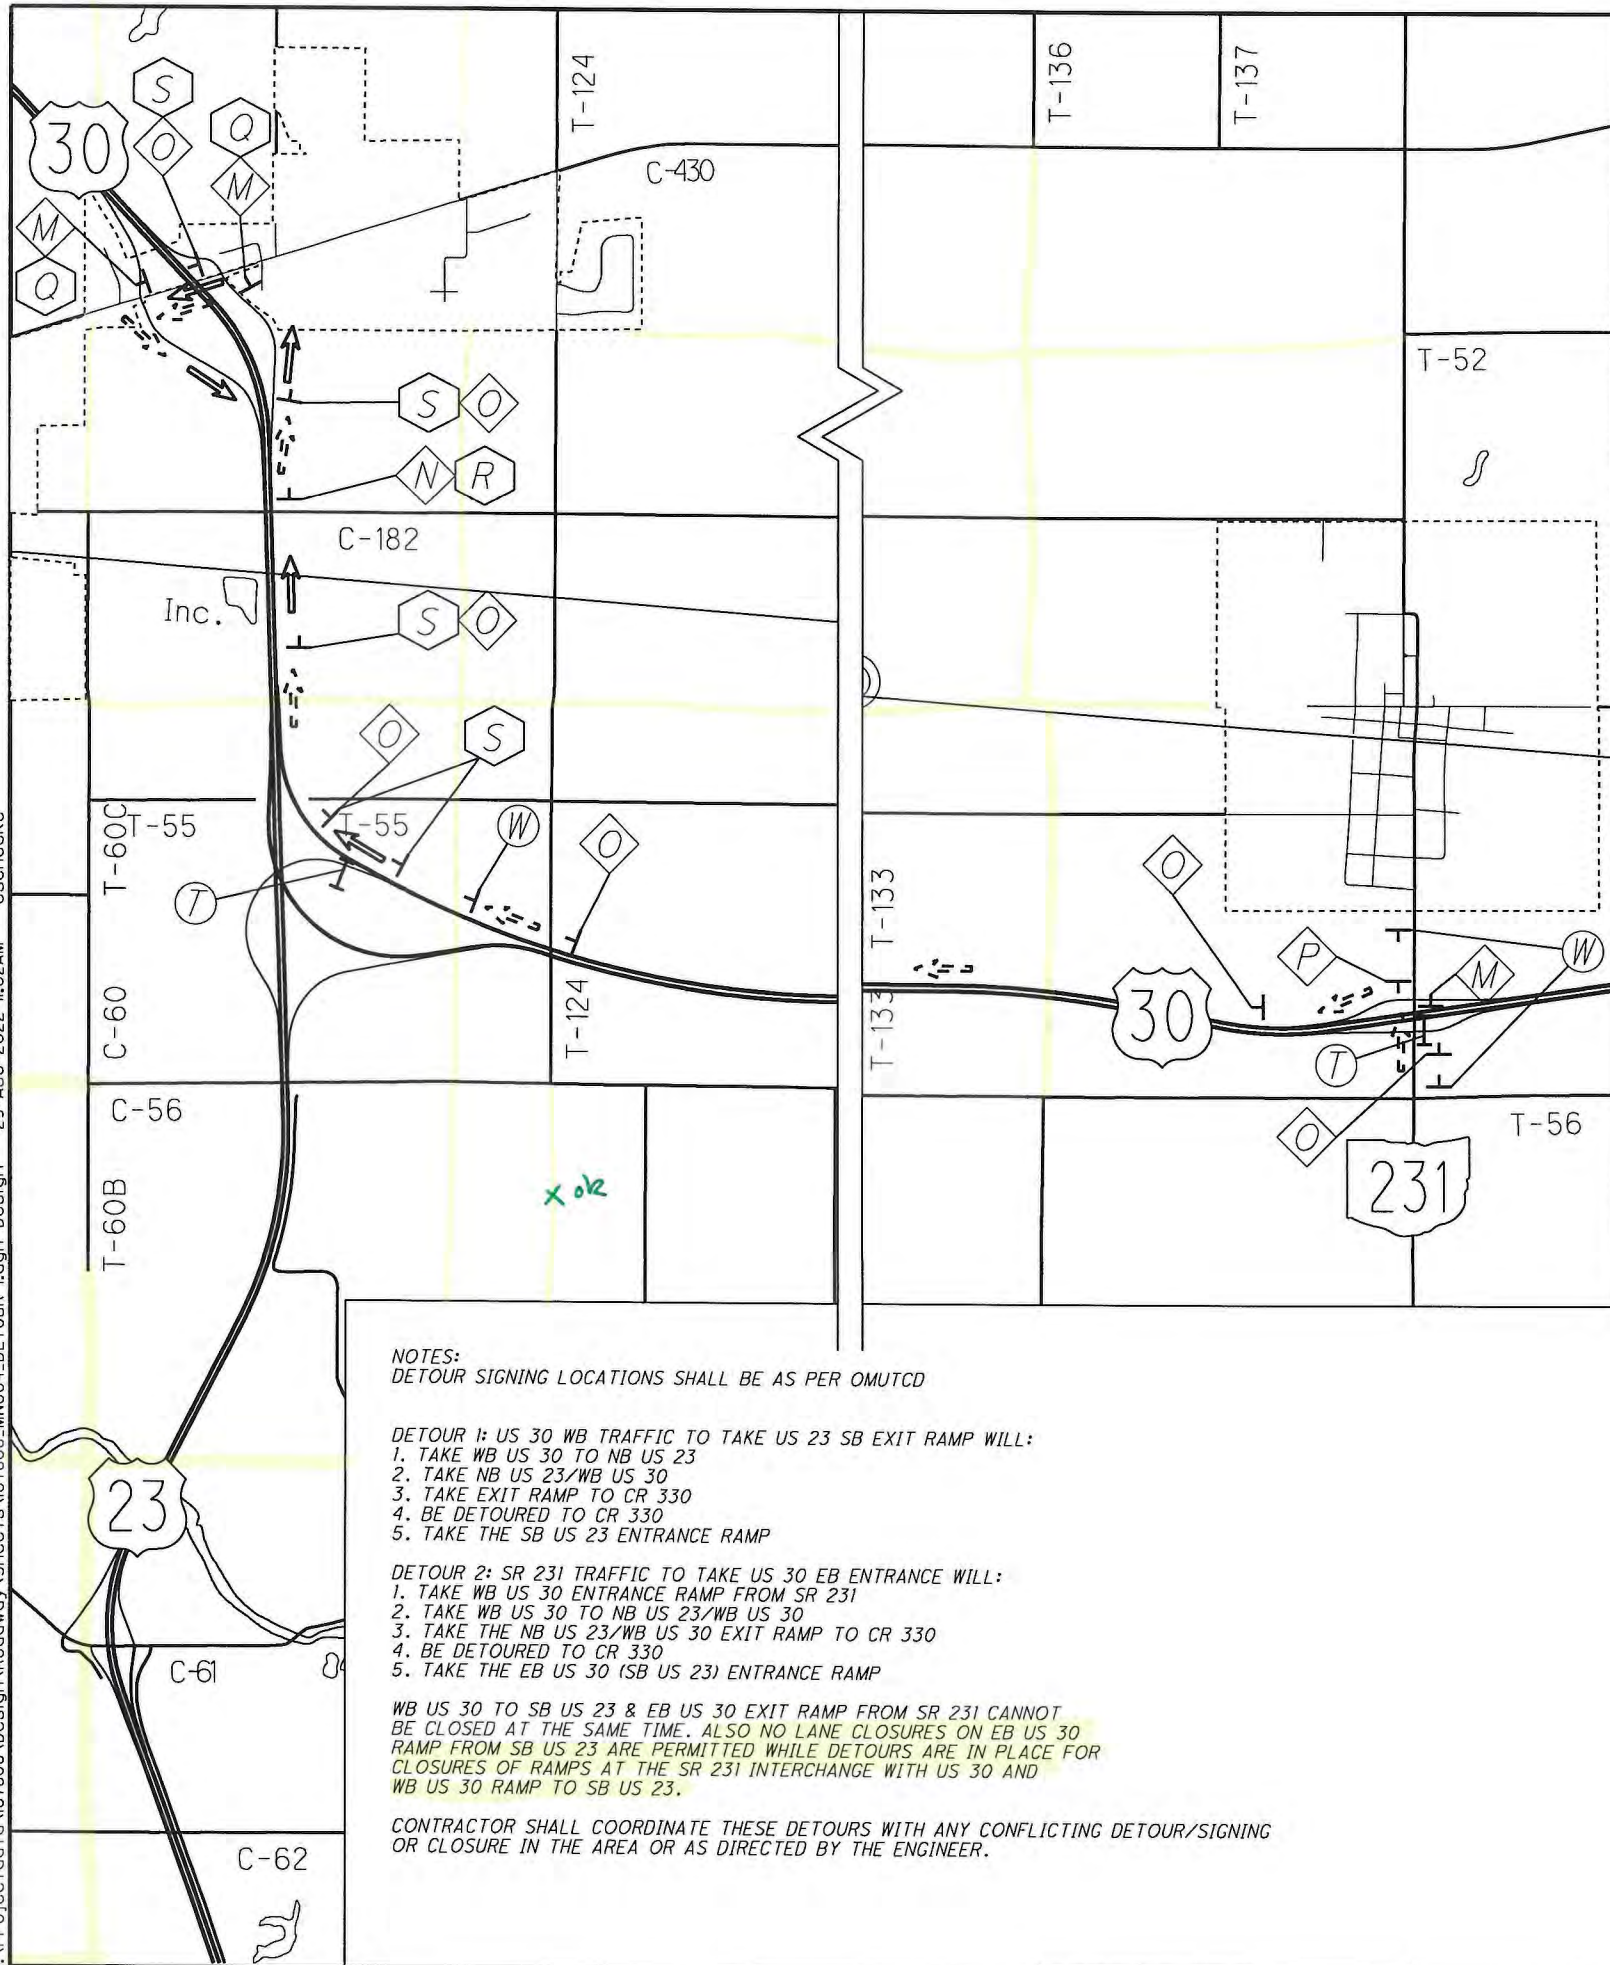 T-124
T-136
T-137
S
Q
30
O
M
C-430
M
Q
T-52
S O
N R
C-182
Inc.
S O
O
S
T-60C
T-55
T-55
W
O
T
T-133
O
P
M
W
C-60
T-124
T-133
30
T
C-56
T-56
O
T-60B
x ok
231
NOTES:
DETOUR SIGNING LOCATIONS SHALL BE AS PER OMUTCD
DETOUR 1: US 30 WB TRAFFIC TO TAKE US 23 SB EXIT RAMP WILL:
1. TAKE WB US 30 TO NB US 23
2. TAKE NB US 23/WB US 30
3. TAKE EXIT RAMP TO CR 330
4. BE DETOURED TO CR 330
5. TAKE THE SB US 23 ENTRANCE RAMP
23
DETOUR 2: SR 231 TRAFFIC TO TAKE US 30 EB ENTRANCE WILL:
1. TAKE WB US 30 ENTRANCE RAMP FROM SR 231
2. TAKE WB US 30 TO NB US 23/WB US 30
3. TAKE THE NB US 23/WB US 30 EXIT RAMP TO CR 330
4. BE DETOURED TO CR 330
5. TAKE THE EB US 30 (SB US 23) ENTRANCE RAMP
C-61
WB US 30 TO SB US 23 & EB US 30 EXIT RAMP FROM SR 231 CANNOT
BE CLOSED AT THE SAME TIME. ALSO NO LANE CLOSURES ON EB US 30
RAMP FROM SB US 23 ARE PERMITTED WHILE DETOURS ARE IN PLACE FOR
CLOSURES OF RAMPS AT THE SR 231 INTERCHANGE WITH US 30 AND
WB US 30 RAMP TO SB US 23.
CONTRACTOR SHALL COORDINATE THESE DETOURS WITH ANY CONFLICTING DETOUR/SIGNING
OR CLOSURE IN THE AREA OR AS DIRECTED BY THE ENGINEER.
C-62